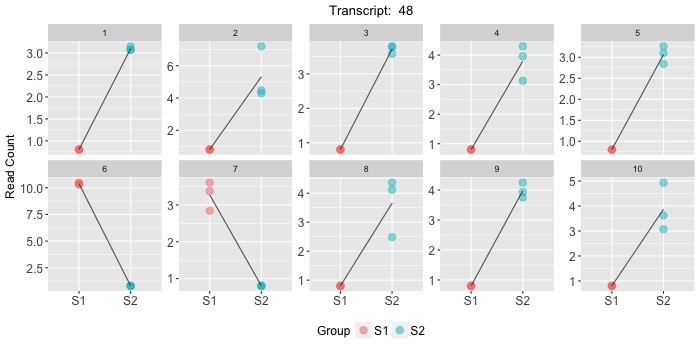 Transcript: 48
1 2 3 4 5
3.0 2.5 2.0 1.5 1.0
6 4 2
3 2 1
4 3 2 1
3.0 2.5 2.0 1.5 1.0
Read Count
6 7 8 9 10
10.0 7.5 5.0 2.5
3 2 1
4 3 2 1
4 3 2 1
5 4 3 2 1
S1 S2 S1 S2 S1 S2 S1 S2 S1 S2
Group S1 S2